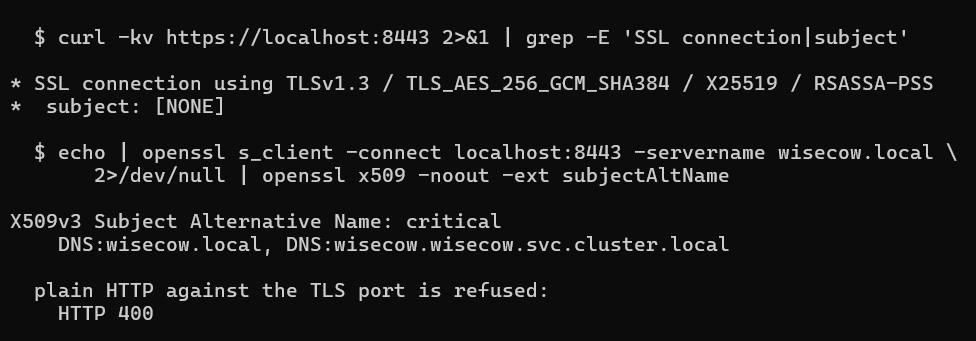 $ curl -kv https://localhost:8443 2>&1 | grep -E 'SSL connection|subject'
* SSL connection using TLSv1.3 / TLS_AES_256_GCM_SHA384 / X25519 / RSASSA-PSS
*  subject: [NONE]
$ echo | openssl s_client -connect localhost:8443 -servername wisecow.local \
2>/dev/null | openssl x509 -noout -ext subjectAltName
X509v3 Subject Alternative Name: critical
DNS:wisecow.local, DNS:wisecow.wisecow.svc.cluster.local
plain HTTP against the TLS port is refused:
HTTP 400